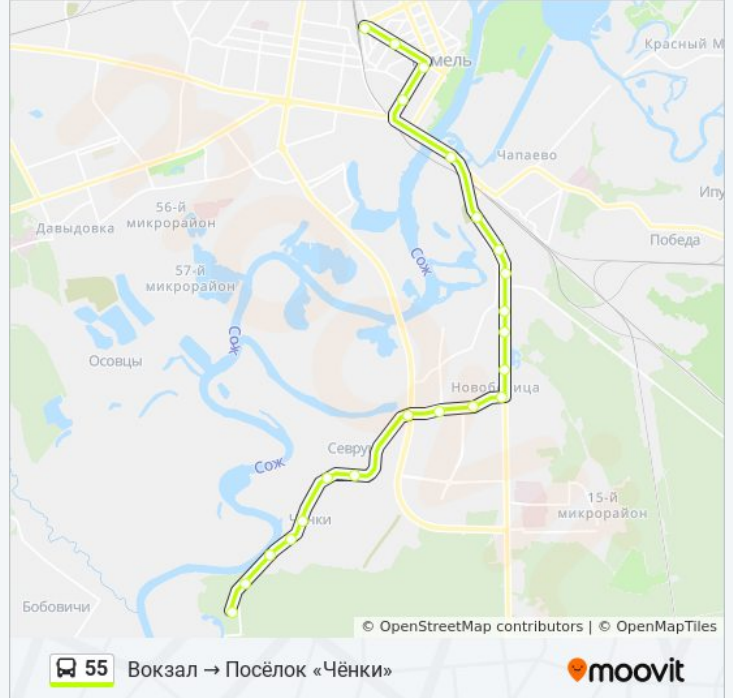 Красный М
мель
Чапаево
Ипу
56-й
микрорайон
Давыдовка
Победа
57-й
микрорайон
Сож
Сож
Осовцы
Новобелица
Севру
Сож
15-й
микрорайон
Чёнки
Бобовичи
© OpenStreetMap contributors | © OpenMapTiles
55 Вокзал → Посёлок «Чёнки»
moovit